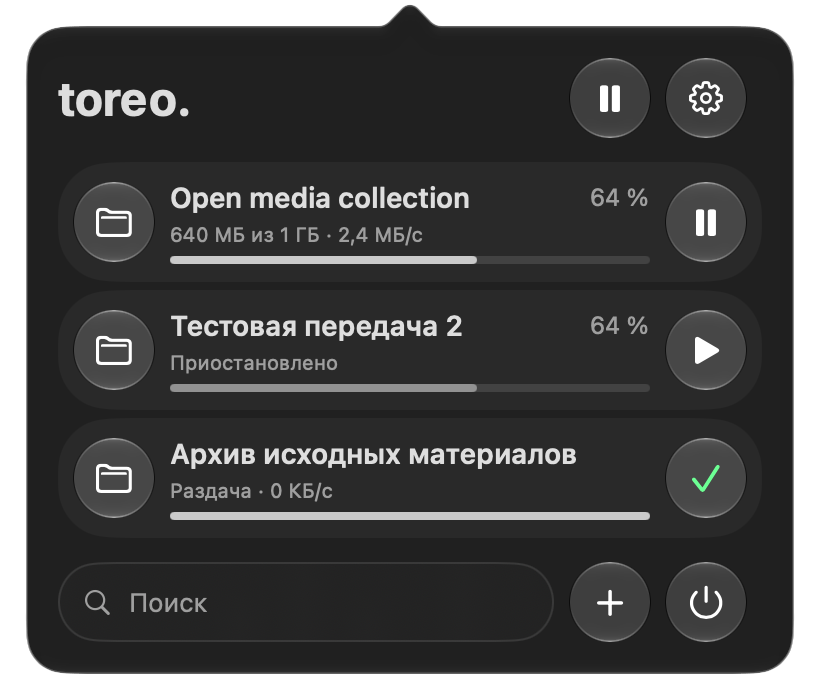 toreo.
Open media collection 64 %
640 МБ из 1 ГБ · 2,4 МБ/с
Тестовая передача 2 64 %
Приостановлено
Архив исходных материалов
Раздача · 0 КБ/с
Поиск